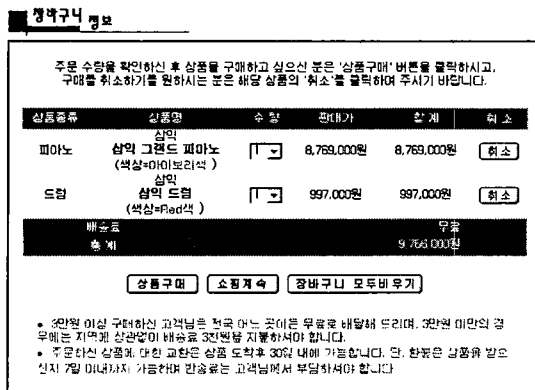 장바구니 정보
주문 수량을 확인하신 후 상품을 구매하고 싶으신 분은 '상품구매' 버튼을 클릭하시고,
구매를 취소하기를 원하시는 분은 해당 상품의 '취소'를 클릭하여 주시기 바랍니다.
상품종류 상품명 수량 판매가 합계 취소
삼익
피아노 삼익 그랜드 피아노 1 8,769,000원 8,769,000원 취소
(색상=아이보리색 )
삼익
드럼 삼익 드럼 1 997,000원 997,000원 취소
(색상=Red색 )
배송료 무료
총계 9,766,000원
상품구매 쇼핑계속 장바구니 모두비우기
• 3만원 이상 구매하신 고객님은 전국 어느 곳이든 무료로 배달해 드리며, 3만원 미만의 경
우에는 지역에 상관없이 배송료 3천원을 지불하셔야 합니다.
• 주문하신 상품에 대한 교환은 상품 도착후 30일 내에 가능합니다. 단, 환불은 상품을 받으
신지 7일 이내까지 가능하며 반송료는 고객님께서 부담하셔야 합니다